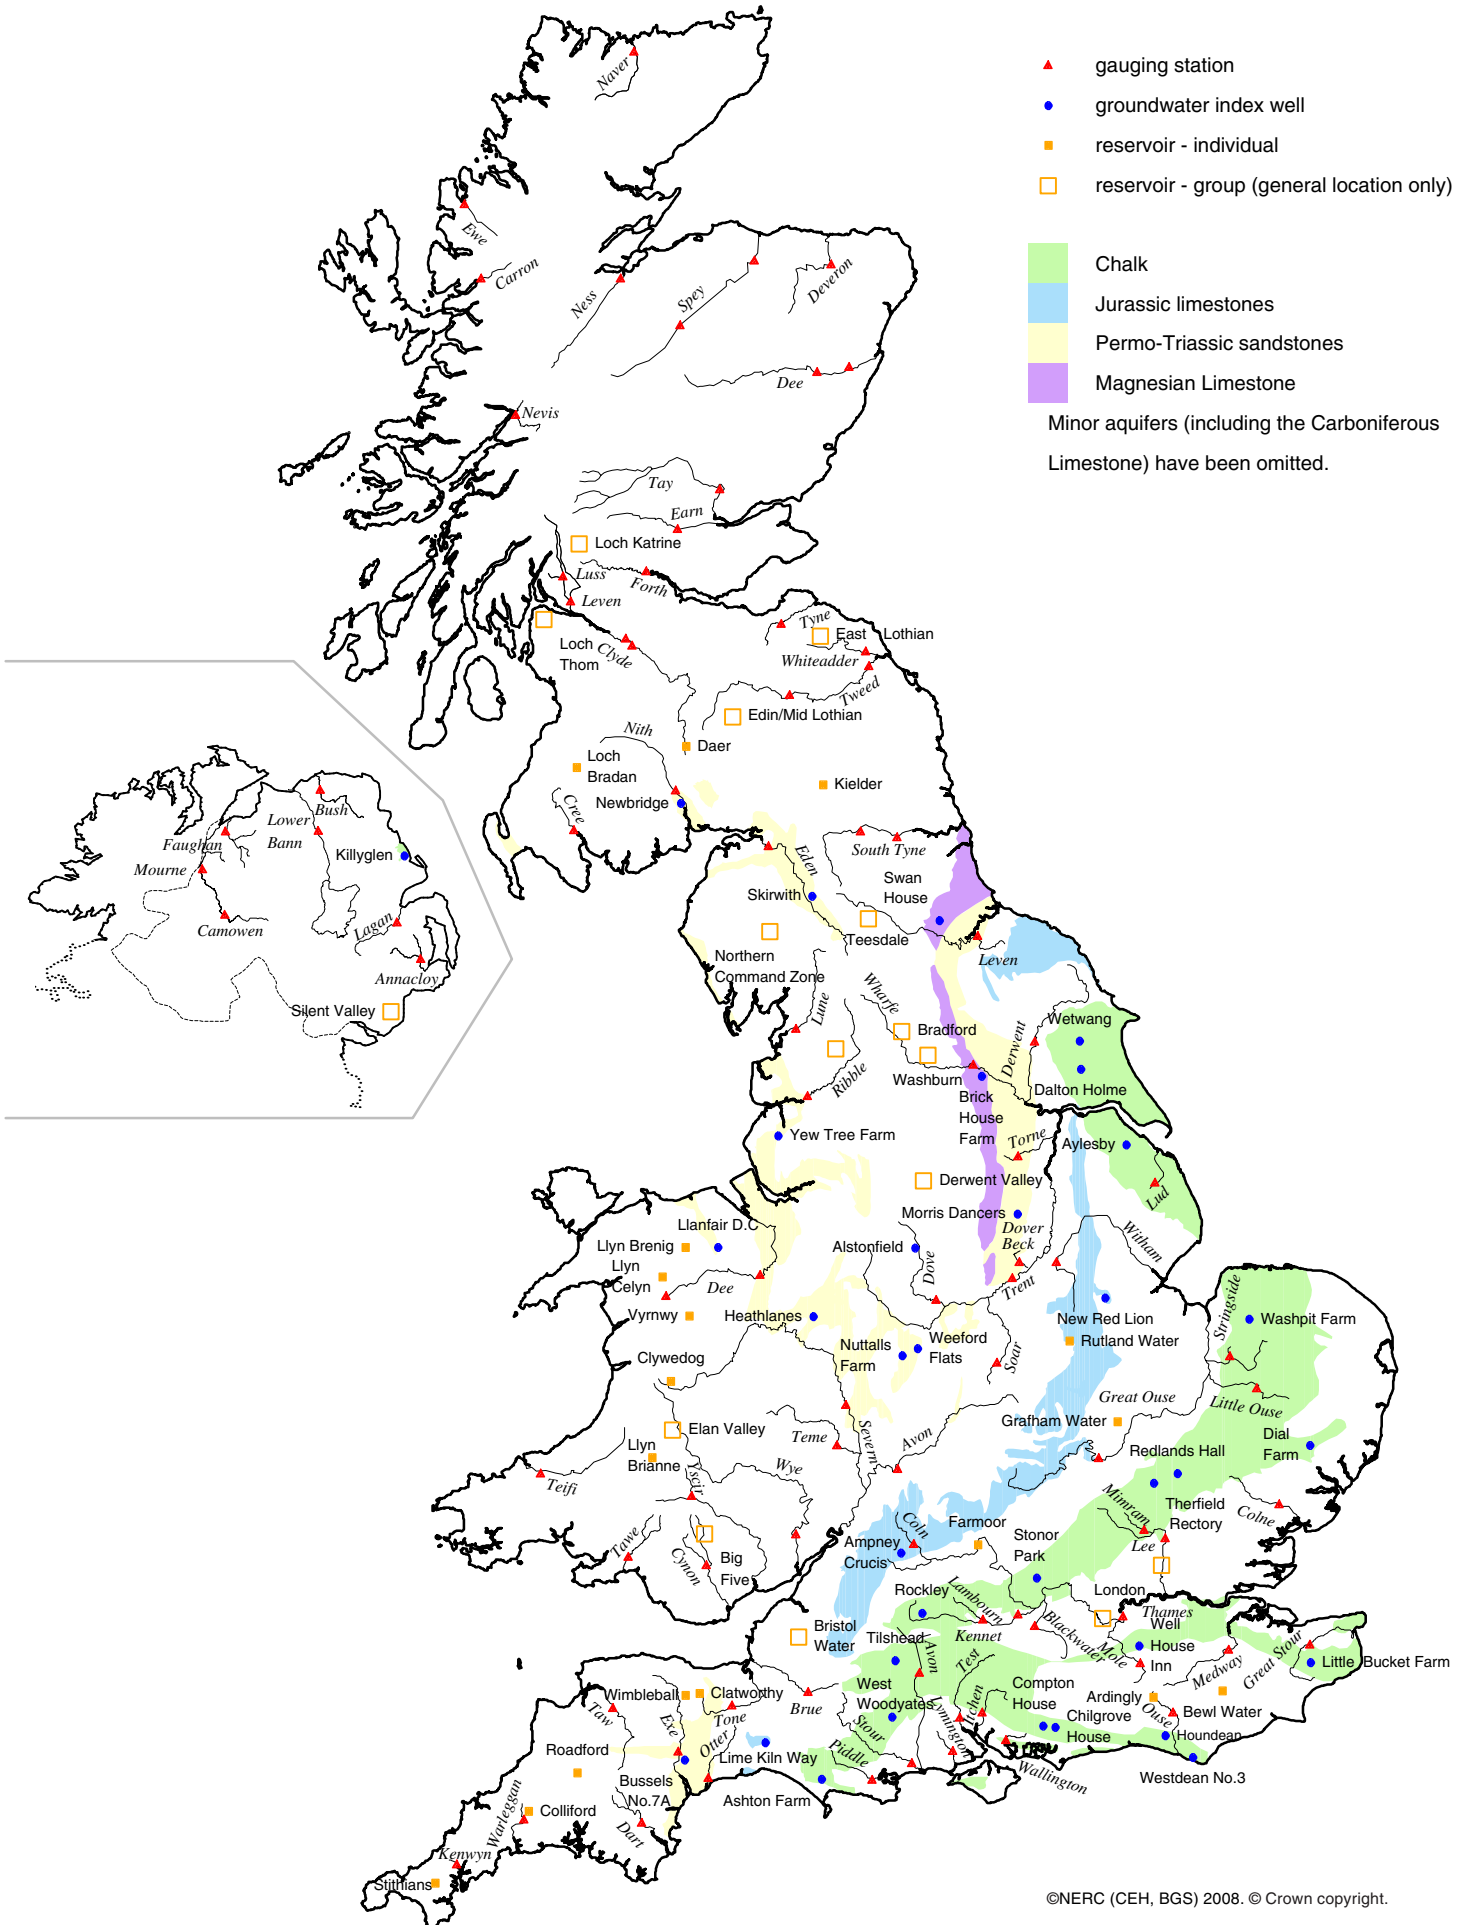 gauging station
groundwater index well
reservoir - individual
reservoir - group (general location only)
Chalk
Jurassic limestones
Permo-Triassic sandstones
Magnesian Limestone
Minor aquifers (including the Carboniferous
Limestone) have been omitted.
Naver
Ewe
Carron
Ness
Spey
Deveron
Dee
Nevis
Tay
Earn
Loch Katrine
Luss
Forth
Leven
Tyne
East Lothian
Loch
Thom
Clyde
Whiteadder
Tweed
Edin/Mid Lothian
Nith
Daer
Loch
Bradan
Kielder
Newbridge
Cree
Bush
Lower
Bann
Faughan
Killyglen
Mourne
Camowen
Lagan
Annacloy
Silent Valley
South Tyne
Eden
Swan
House
Skirwith
Teesdale
Northern
Command Zone
Leven
Lune
Wharfe
Bradford
Wetwang
Derwent
Washburn
Ribble
Dalton Holme
Brick
House
Farm
Yew Tree Farm
Torne
Aylesby
Derwent Valley
Lud
Morris Dancers
Dover
Beck
Llanfair D.C
Witham
Llyn Brenig
Alstonfield
Dove
Llyn
Celyn
Dee
Trent
Vyrnwy
Heathlanes
New Red Lion
Stringside
Washpit Farm
Nuttalls
Farm
Weeford
Flats
Rutland Water
Soar
Clywedog
Great Ouse
Little Ouse
Elan Valley
Teme
Severn
Avon
Grafham Water
Dial
Farm
Llyn
Brianne
Redlands Hall
Yscir
Wye
Teifi
Mimram
Therfield
Rectory
Colne
Coln
Farmoor
Stonor
Park
Tawe
Ampney
Crucis
Lee
Cynon
Big
Five
Rockley
Lambourn
London
Thames
Bristol
Water
Tilshead
Kennet
Blackwater
Well
House
Inn
Mole
Avon
Test
Medway
Great Stour
Little Bucket Farm
West
Woodyates
Compton
House
Wimbleball
Clatworthy
Itchen
Ardingly
Chilgrove
House
Bewl Water
Taw
Exe
Tone
Brue
Lymington
Ouse
Otter
Stour
Houndean
Roadford
Lime Kiln Way
Piddle
Wallington
Westdean No.3
Bussels
No.7A
Ashton Farm
Warleggan
Colliford
Dart
Kenwyn
Stithians
©NERC (CEH, BGS) 2008. © Crown copyright.